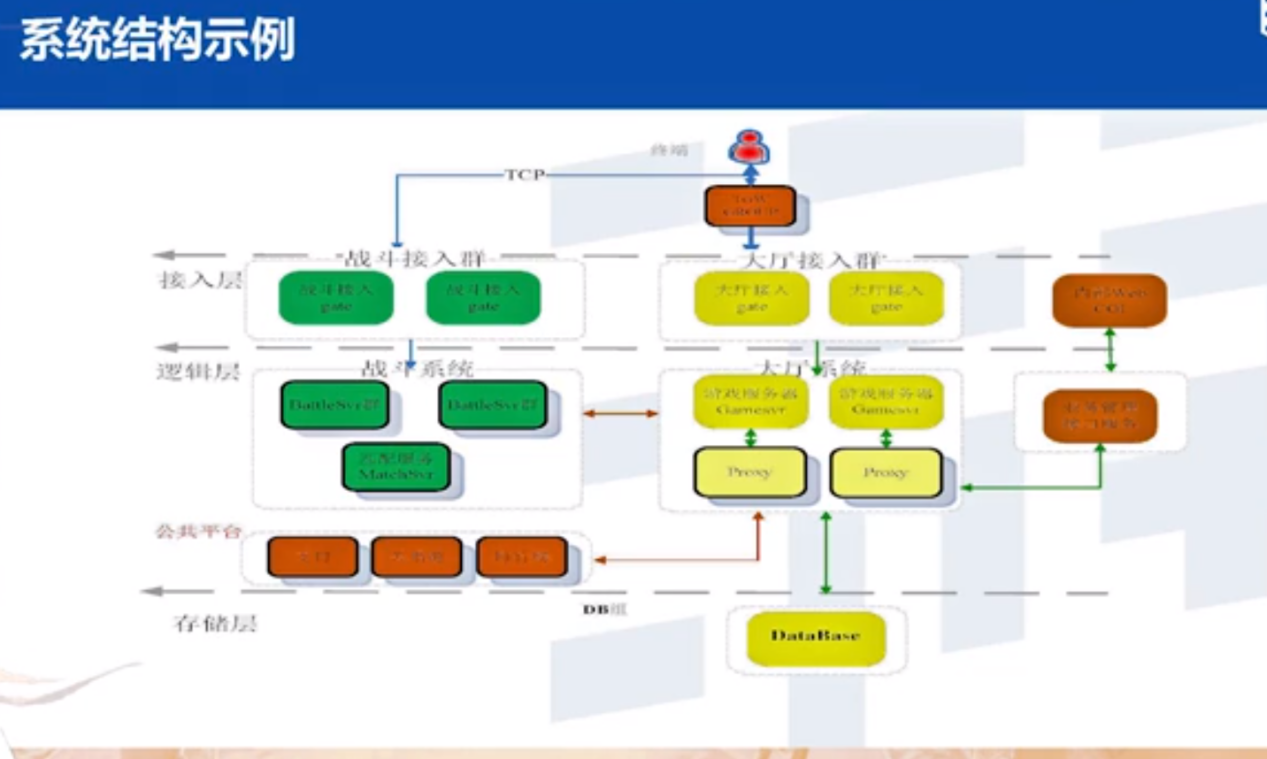 系统结构示例
终端
TCP
战斗接入群
大厅接入群
接入层
战斗接入
gate
战斗接入
gate
大厅接入
gate
大厅接入
gate
逻辑层
战斗系统
大厅系统
BattleSvr群
BattleSvr群
游戏服务器
Gamesvr
游戏服务器
Gamesvr
匹配服务
MatchSvr
Proxy
Proxy
公共平台
DB组
存储层
DataBase